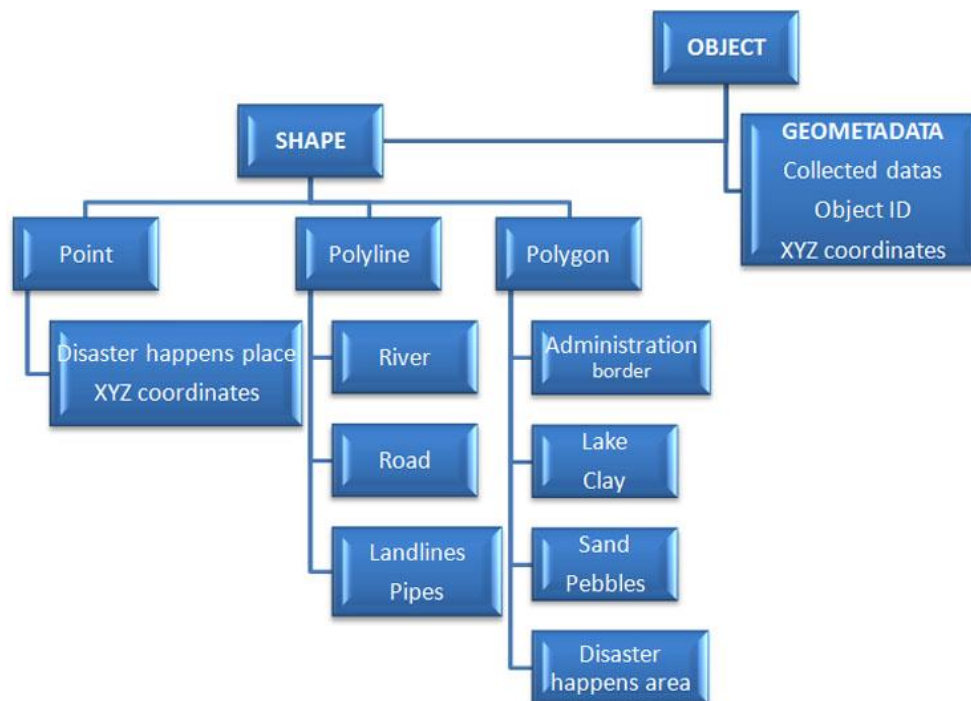 OBJECT
SHAPE
GEOMETADATA
Collected datas
Object ID
XYZ coordinates
Point
Polyline
Polygon
Disaster happens place
XYZ coordinates
River
Road
Landlines
Pipes
Administration
border
Lake
Clay
Sand
Pebbles
Disaster
happens area